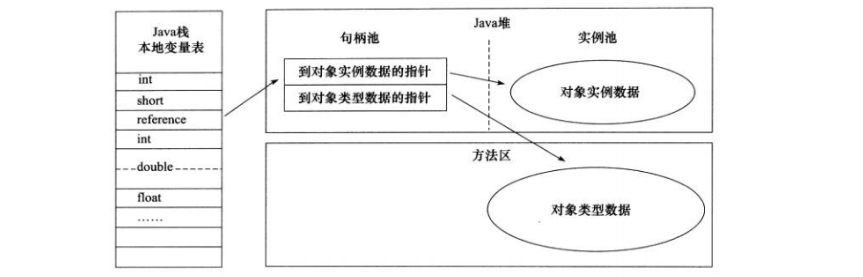 Java栈
本地变量表
int
short
reference
int
double
float
……
Java堆
句柄池
实例池
到对象实例数据的指针
到对象类型数据的指针
对象实例数据
方法区
对象类型数据